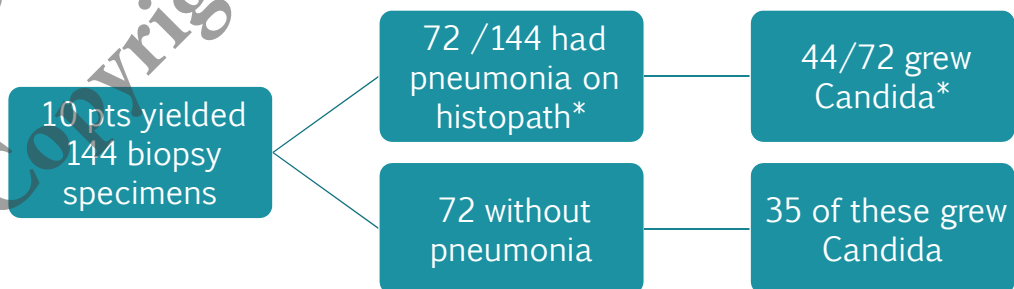 Copyrig
10 pts yielded
144 biopsy
specimens
72 /144 had
pneumonia on
histopath*
44/72 grew
Candida*
72 without
pneumonia
35 of these grew
Candida